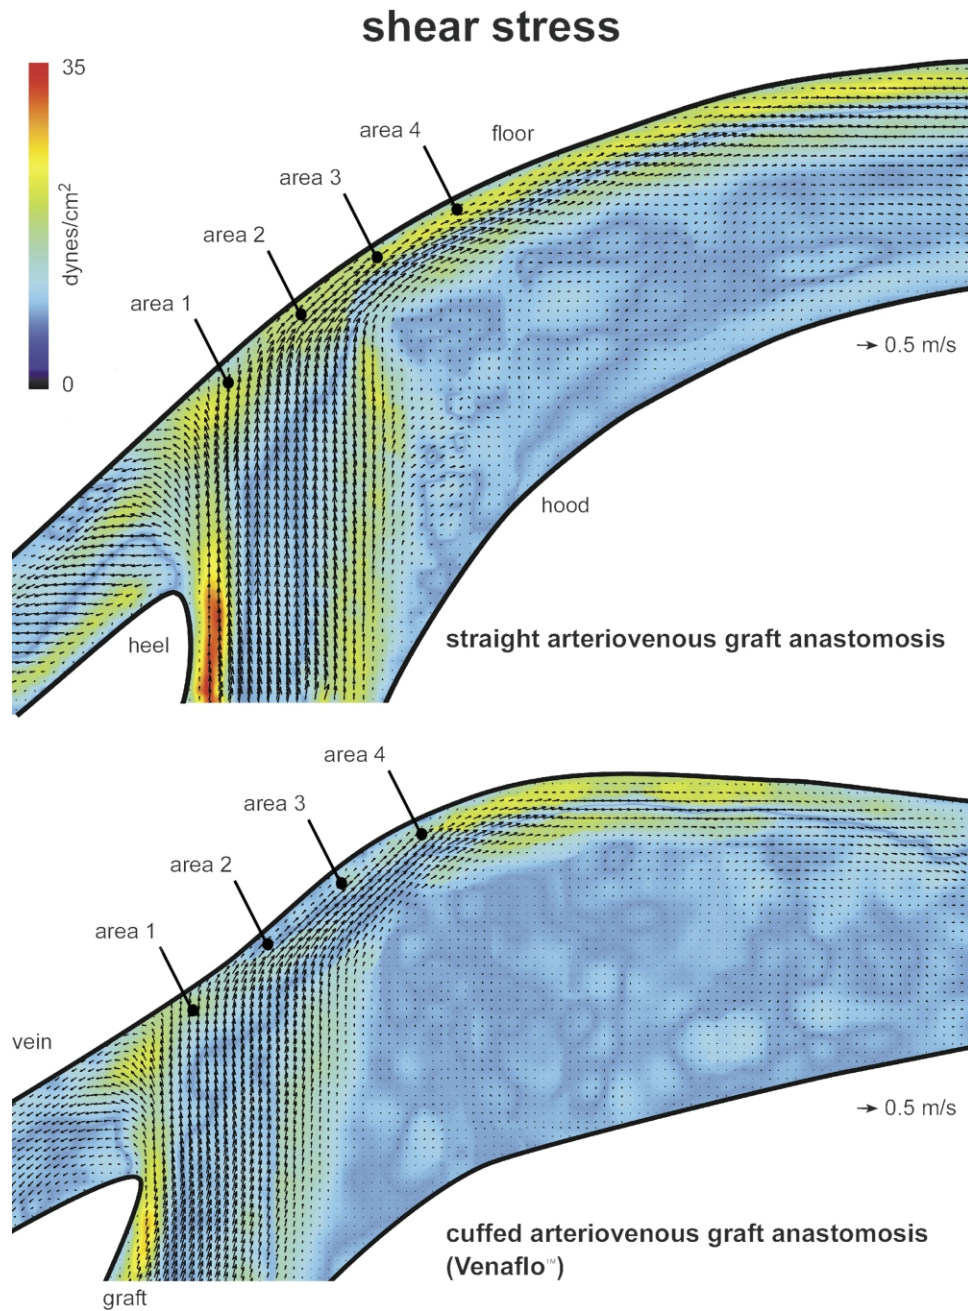 shear stress
35
dynes/cm²
0
area 4
floor
area 3
area 2
area 1
→ 0.5 m/s
hood
heel
straight arteriovenous graft anastomosis
area 4
area 3
area 2
area 1
vein
→ 0.5 m/s
cuffed arteriovenous graft anastomosis
(Venaflo™)
graft